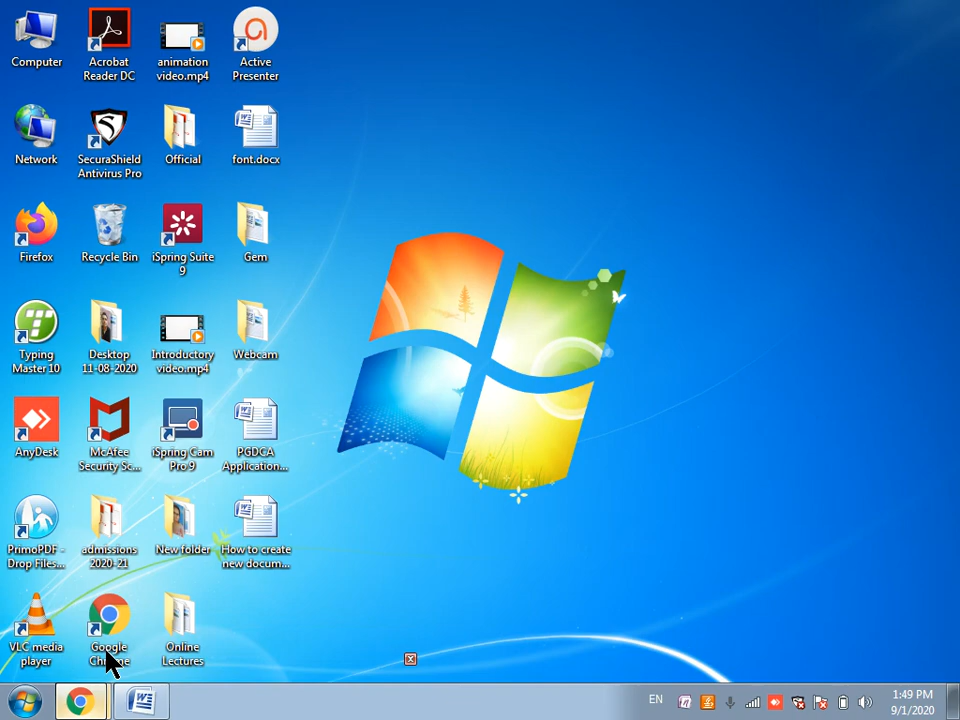 Computer
Acrobat
Reader DC
animation
video.mp4
Active
Presenter
Network
SecuraShield
Antivirus Pro
Official
font.docx
Firefox
Recycle Bin
iSpring Suite
9
Gem
Typing
Master 10
Desktop
11-08-2020
Introductory
video.mp4
Webcam
AnyDesk
McAfee
Security Sc...
iSpring Cam
Pro 9
PGDCA
Application...
PrimoPDF -
Drop Files...
admissions
2020-21
New folder
How to create
new docum...
VLC media
player
Google
Chrome
Online
Lectures
EN
1:49 PM
9/1/2020